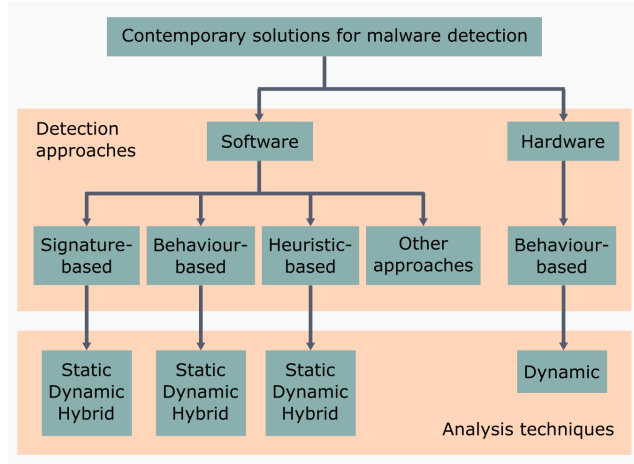 Contemporary solutions for malware detection
Detection
approaches
Software
Hardware
Signature-
based
Behaviour-
based
Heuristic-
based
Other
approaches
Behaviour-
based
Static
Dynamic
Hybrid
Static
Dynamic
Hybrid
Static
Dynamic
Hybrid
Dynamic
Analysis techniques